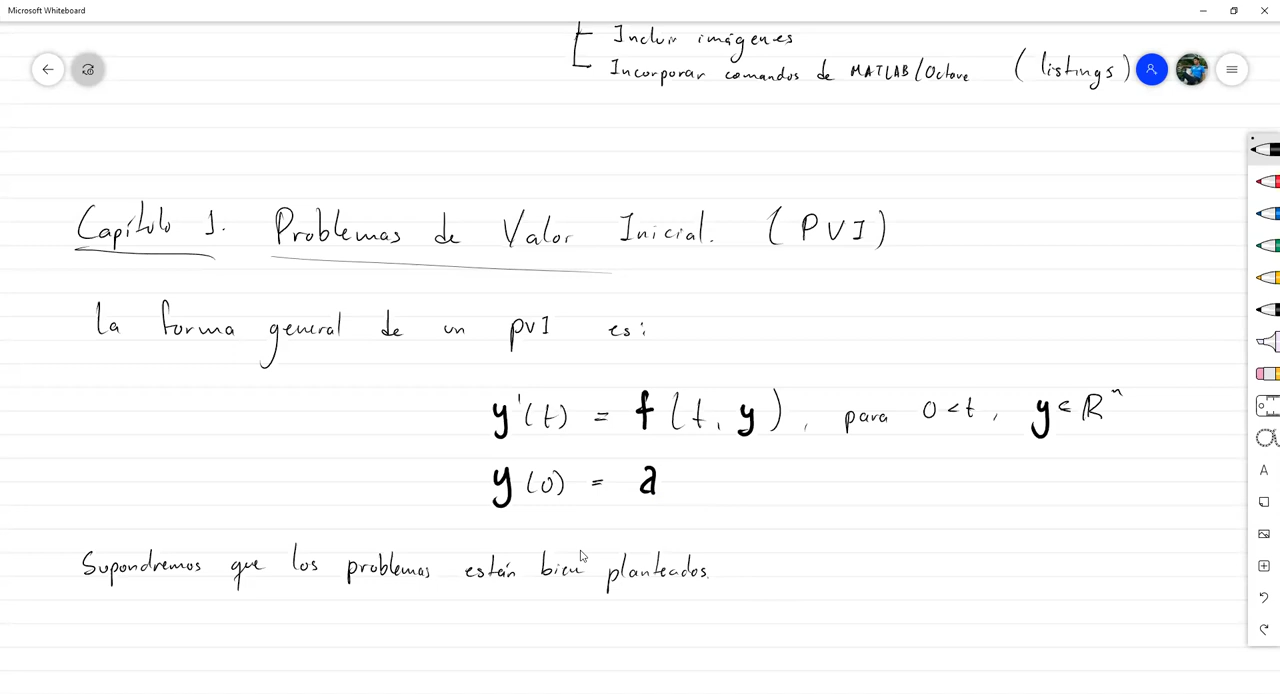 Microsoft Whiteboard
Incluir imágenes
Incorporar comandos de MATLAB/Octave (listings)
Capítulo 1. Problemas de Valor Inicial. (PVI)
la forma general de un PVI es:
y'(t) = f(t, y), para 0<t, y∈ℝⁿ
y(0) = a
Supondremos que los problemas están bien planteados.
A